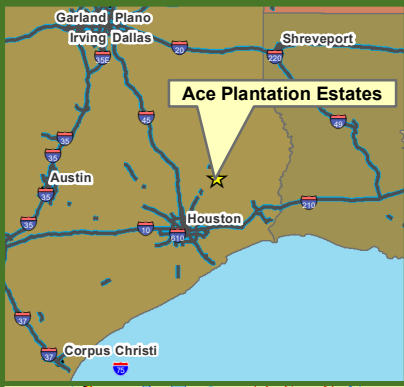 Garland Plano
Irving Dallas
35E
20
Shreveport
220
Ace Plantation Estates
45
49
35
35
Austin
35
210
Houston
35
10
610
37
Corpus Christi
37
75